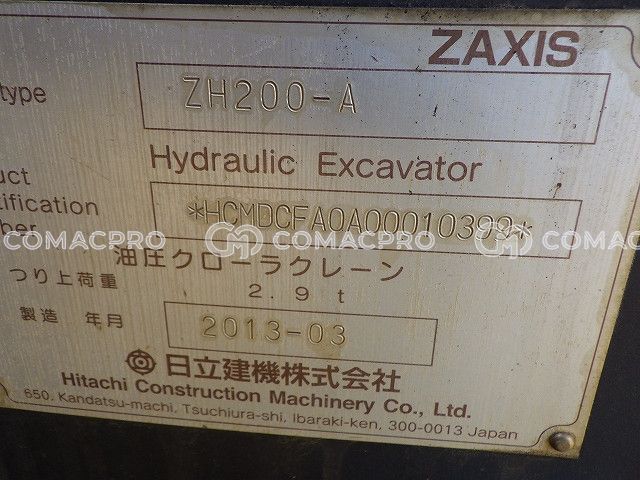 ZAXIS
type ZH200-A
Hydraulic Excavator
uct
tification
ber *HCMDCFA0A00010399*
COMACPRO COMACPRO COMACPRO
油圧クローラクレーン
つり上荷重 2.9 t
製造 年月 2013-03
日立建機株式会社
Hitachi Construction Machinery Co., Ltd.
650, Kandatsu-machi, Tsuchiura-shi, Ibaraki-ken, 300-0013 Japan